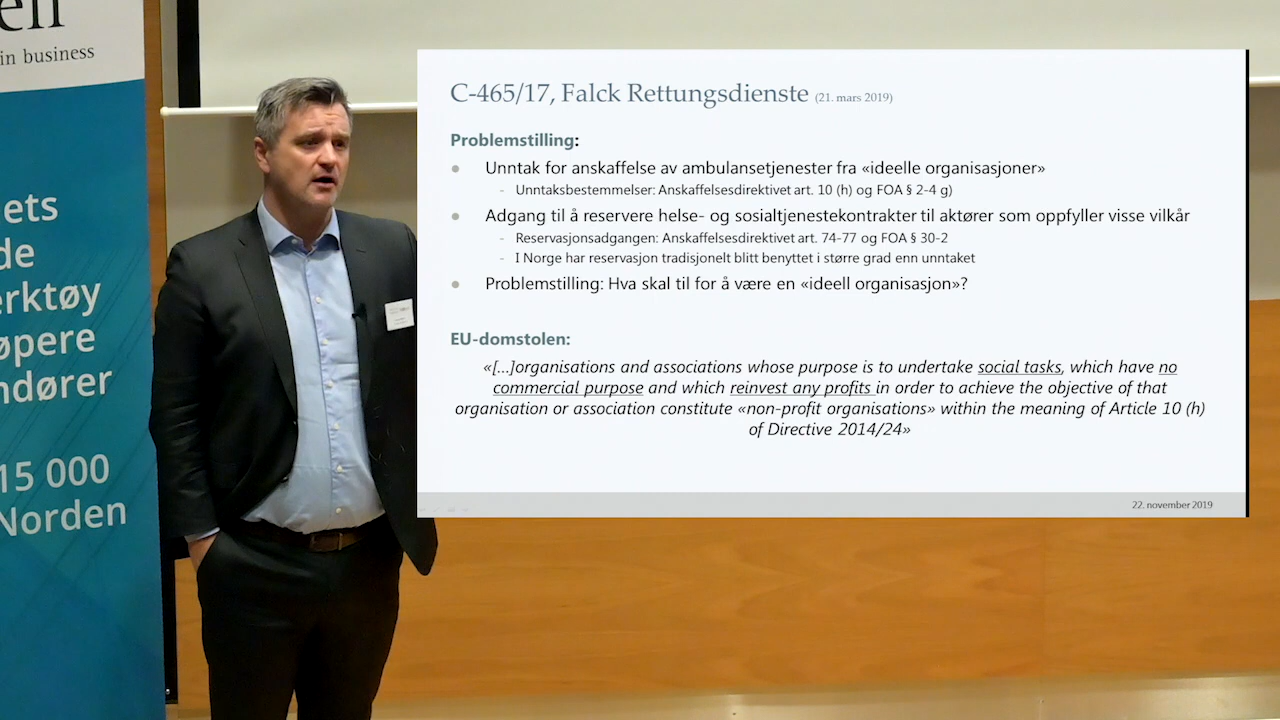 en
in business
ets
de
erktøy
øpere
ndører
15 000
Norden
C-465/17, Falck Rettungsdienste (21. mars 2019)
Problemstilling:
● Unntak for anskaffelse av ambulansetjenester fra «ideelle organisasjoner»
- Unntaksbestemmelser: Anskaffelsesdirektivet art. 10 (h) og FOA § 2-4 g)
● Adgang til å reservere helse- og sosialtjenestekontrakter til aktører som oppfyller visse vilkår
- Reservasjonsadgangen: Anskaffelsesdirektivet art. 74-77 og FOA § 30-2
- I Norge har reservasjon tradisjonelt blitt benyttet i større grad enn unntaket
● Problemstilling: Hva skal til for å være en «ideell organisasjon»?
EU-domstolen:
«[...]organisations and associations whose purpose is to undertake social tasks, which have no
commercial purpose and which reinvest any profits in order to achieve the objective of that
organisation or association constitute «non-profit organisations» within the meaning of Article 10 (h)
of Directive 2014/24»
22. november 2019